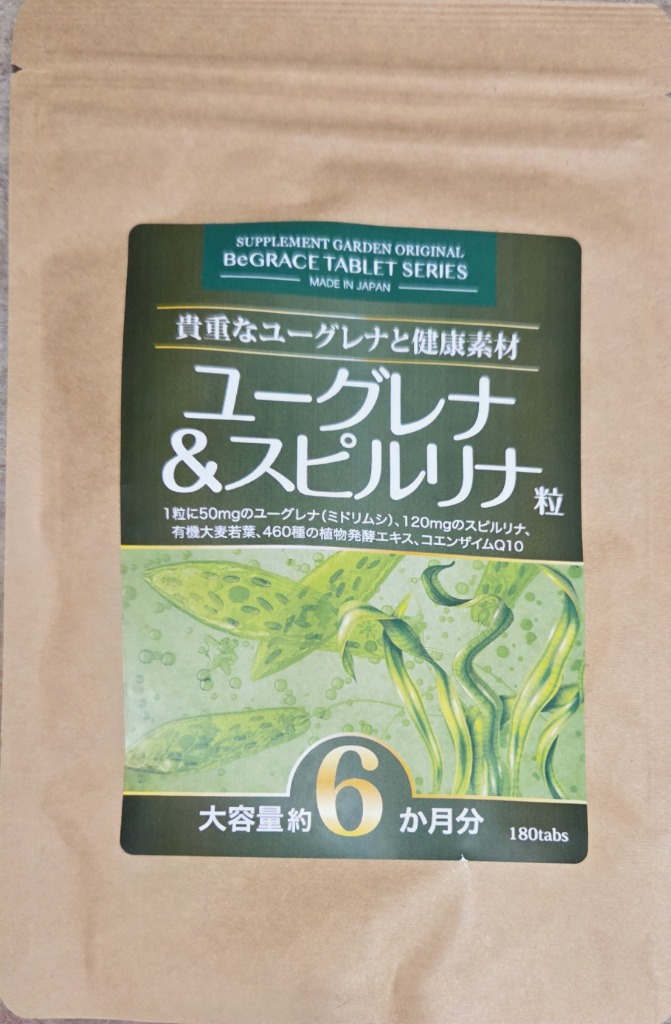 SUPPLEMENT GARDEN ORIGINAL
BeGRACE TABLET SERIES
MADE IN JAPAN
貴重なユーグレナと健康素材
ユーグレナ
&スピルリナ粒
1粒に50mgのユーグレナ(ミドリムシ)、120mgのスピルリナ、
有機大麦若葉、460種の植物発酵エキス、コエンザイムQ10
大容量約6か月分
180tabs